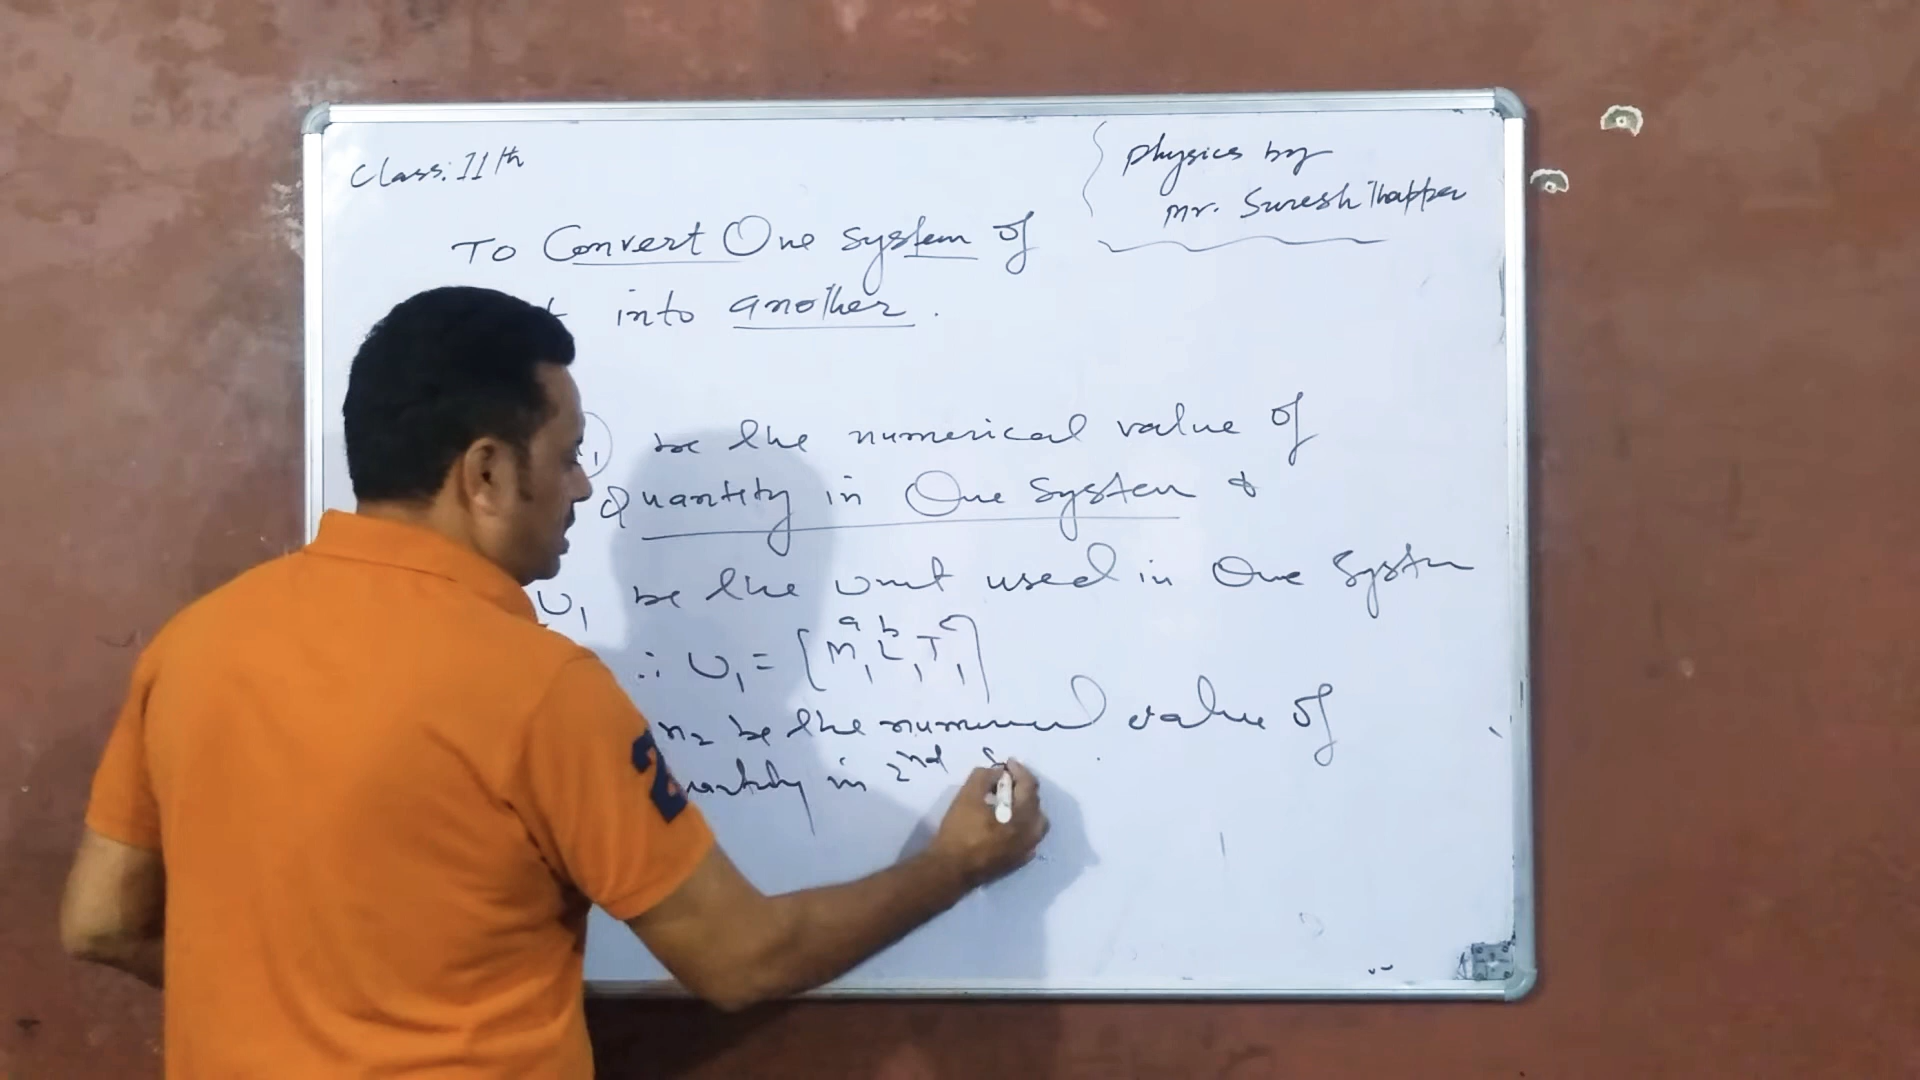 Class: 11th
Physics by
Mr. Suresh Thapper
To Convert One System of
into another.
1 be the numerical value of
Quantity in One System &
U1 be the Unit used in One System
∴ U1 = [M1^a L1^b T1^c]
n2 be the numerical value of
in 2nd S
2